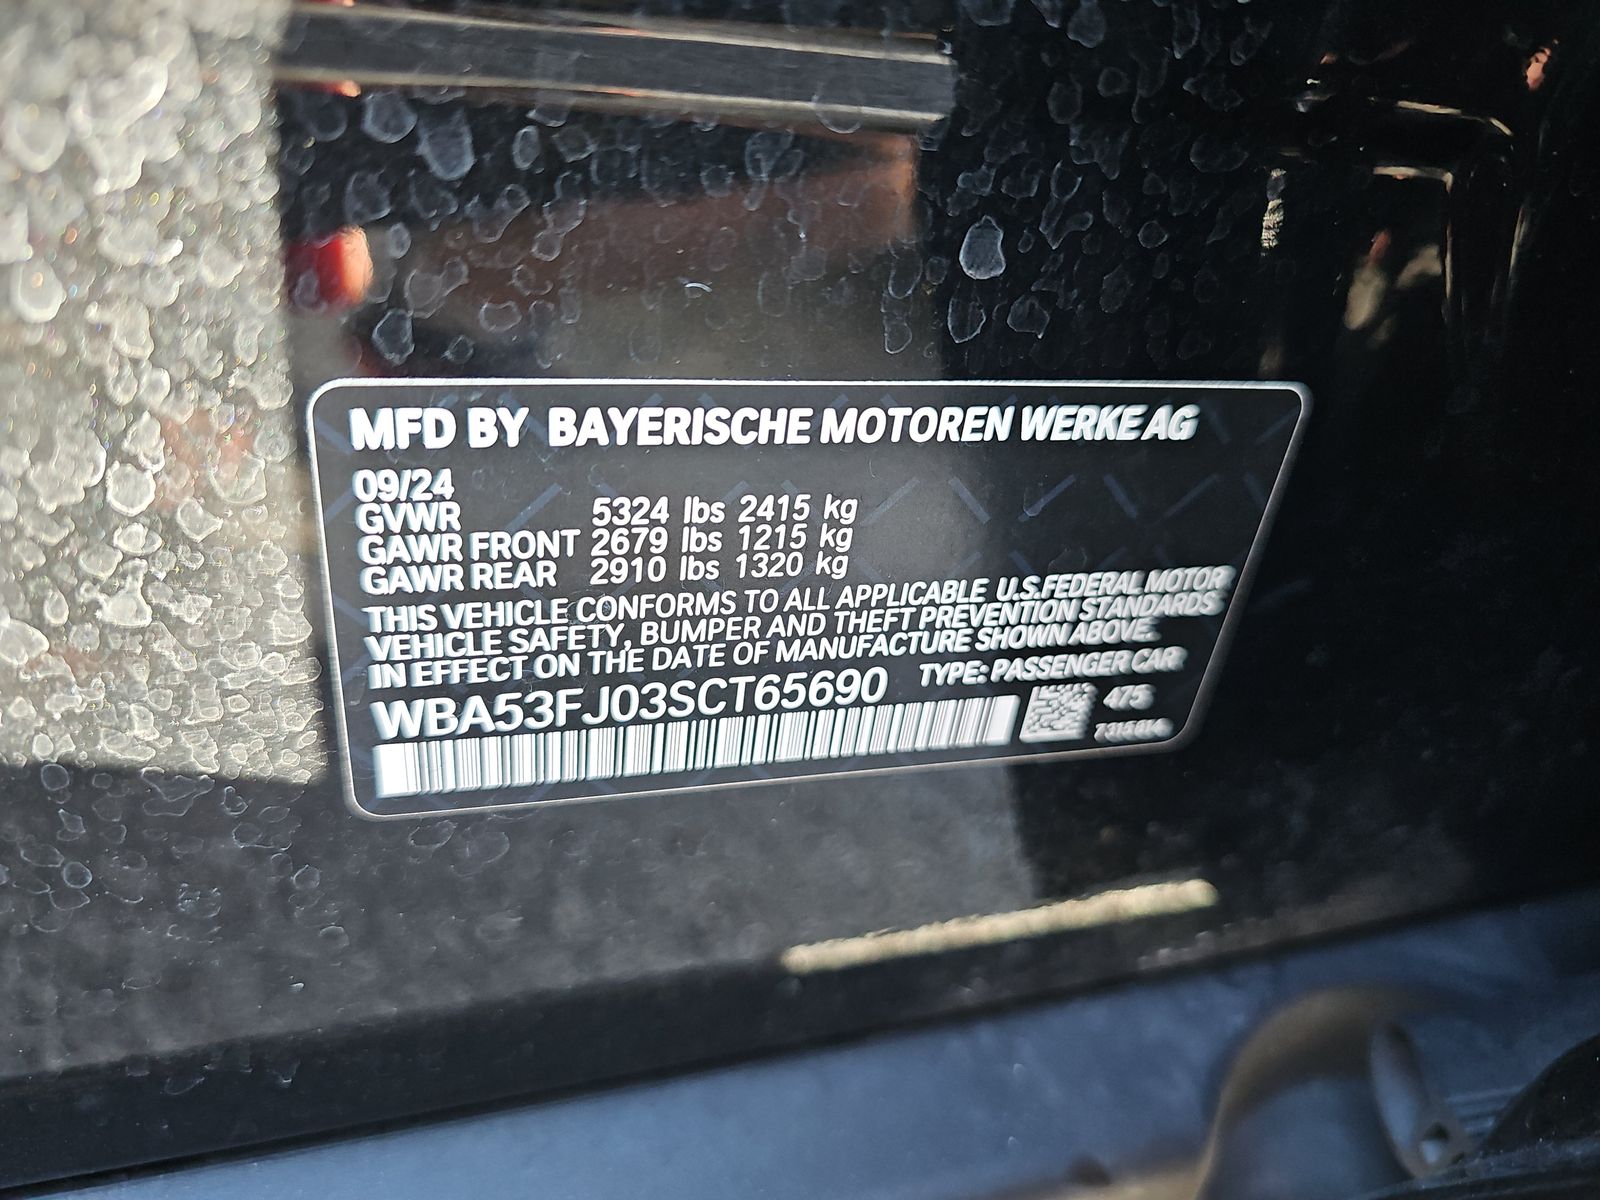 MFD BY BAYERISCHE MOTOREN WERKE AG
09/24
GVWR 5324 lbs 2415 kg
GAWR FRONT 2679 lbs 1215 kg
GAWR REAR 2910 lbs 1320 kg
THIS VEHICLE CONFORMS TO ALL APPLICABLE U.S.FEDERAL MOTOR
VEHICLE SAFETY, BUMPER AND THEFT PREVENTION STANDARDS
IN EFFECT ON THE DATE OF MANUFACTURE SHOWN ABOVE.
WBA53FJ03SCT65690 TYPE: PASSENGER CAR
475